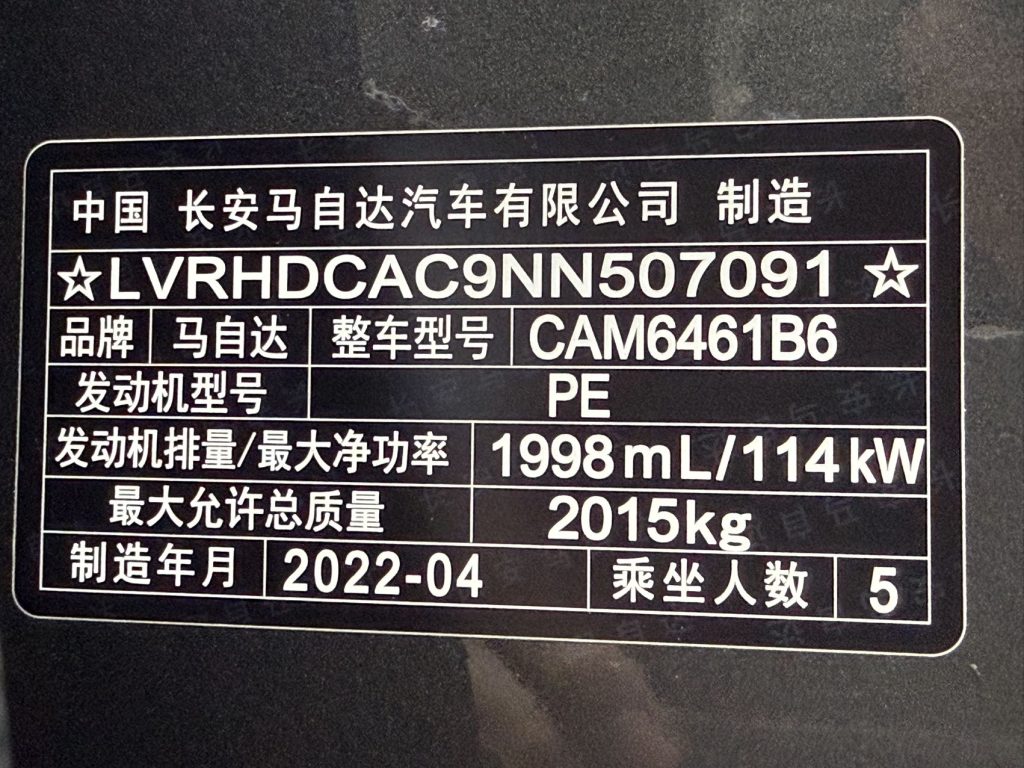 中国 长安马自达汽车有限公司 制造
☆LVRHDCAC9NN507091☆
品牌 马自达 整车型号 CAM6461B6
发动机型号 PE
发动机排量/最大净功率 1998mL/114kW
最大允许总质量 2015kg
制造年月 2022-04 乘坐人数 5